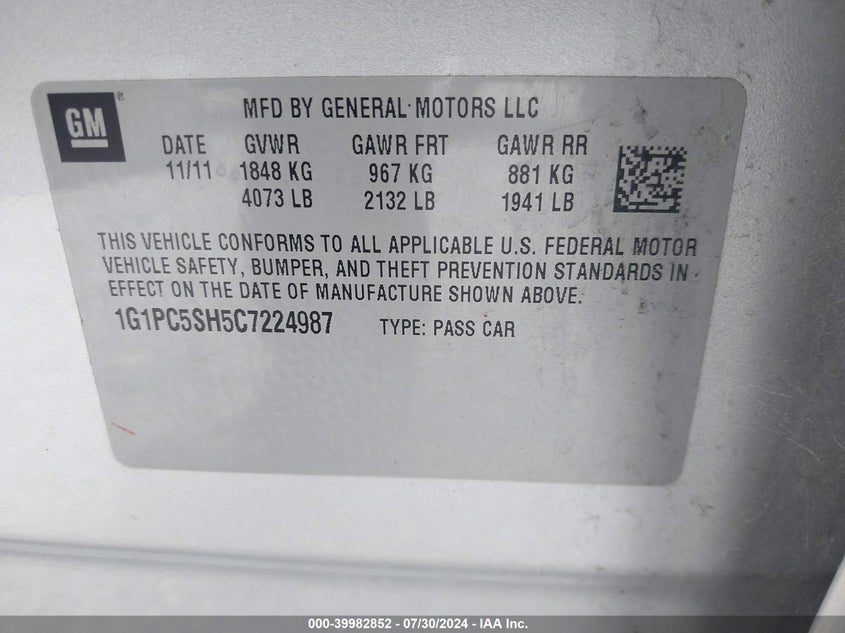 GM®
MFD BY GENERAL MOTORS LLC
DATE GVWR GAWR FRT GAWR RR
11/11 1848 KG 967 KG 881 KG
4073 LB 2132 LB 1941 LB
THIS VEHICLE CONFORMS TO ALL APPLICABLE U.S. FEDERAL MOTOR
VEHICLE SAFETY, BUMPER, AND THEFT PREVENTION STANDARDS IN
EFFECT ON THE DATE OF MANUFACTURE SHOWN ABOVE.
1G1PC5SH5C7224987 TYPE: PASS CAR
000-39982852 / 07/30/2024 - IAA Inc.